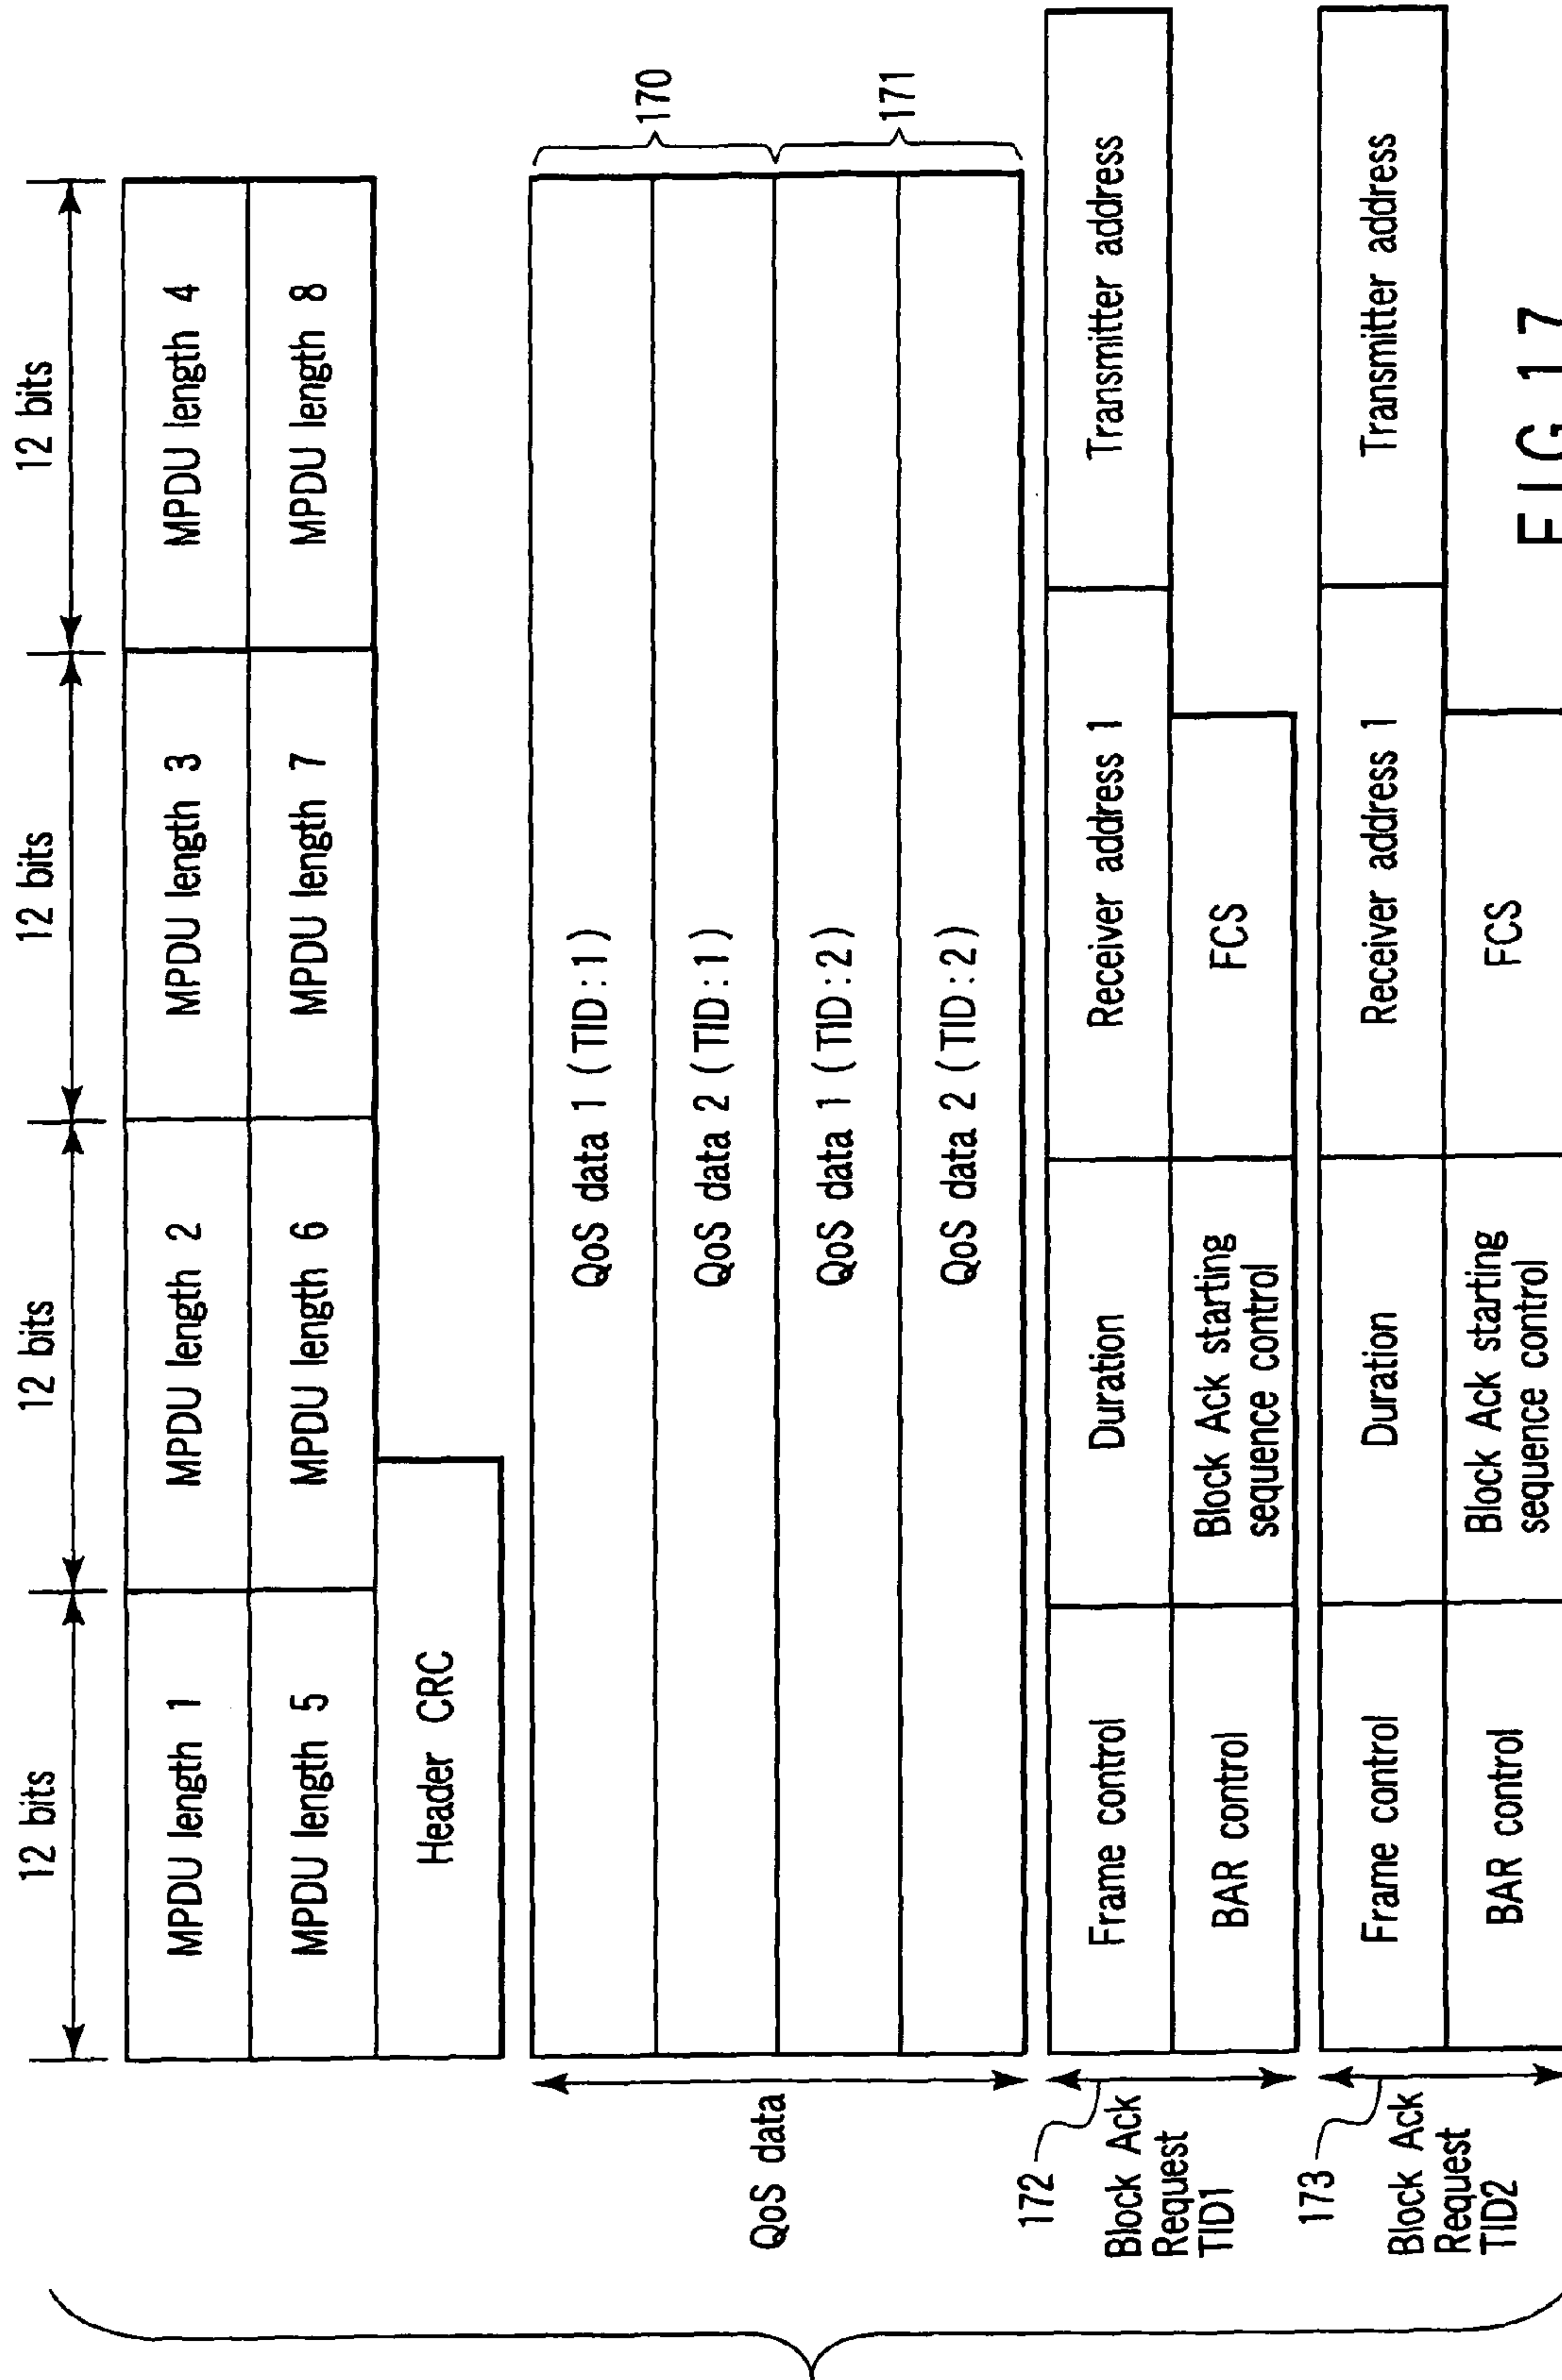 12 bits
12 bits
12 bits
12 bits
MPDU length 1
MPDU length 2
MPDU length 3
MPDU length 4
MPDU length 5
MPDU length 6
MPDU length 7
MPDU length 8
Header CRC
QoS data
QoS data 1 (TID:1)
QoS data 2 (TID:1)
170
QoS data 1 (TID:2)
QoS data 2 (TID:2)
171
172
Block Ack
Request
TID1
Frame control
Duration
Receiver address 1
Transmitter address
BAR control
Block Ack starting
sequence control
FCS
173
Block Ack
Request
TID2
Frame control
Duration
Receiver address 1
Transmitter address
BAR control
Block Ack starting
sequence control
FCS
FIG.17